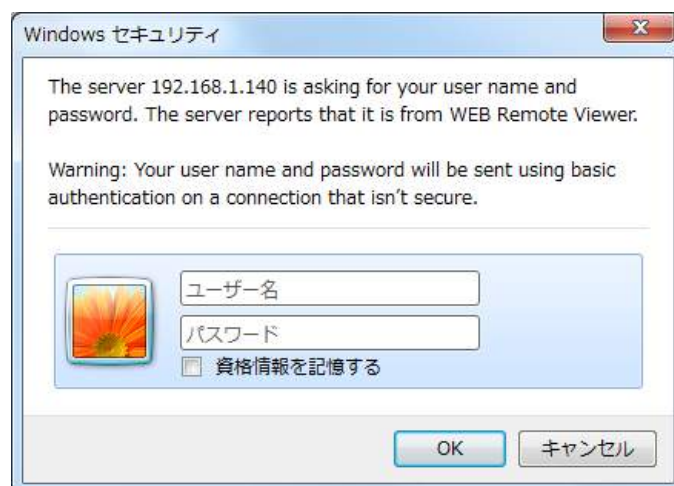 Windows セキュリティ
The server 192.168.1.140 is asking for your user name and
password. The server reports that it is from WEB Remote Viewer.
Warning: Your user name and password will be sent using basic
authentication on a connection that isn't secure.
ユーザー名
パスワード
資格情報を記憶する
OK
キャンセル